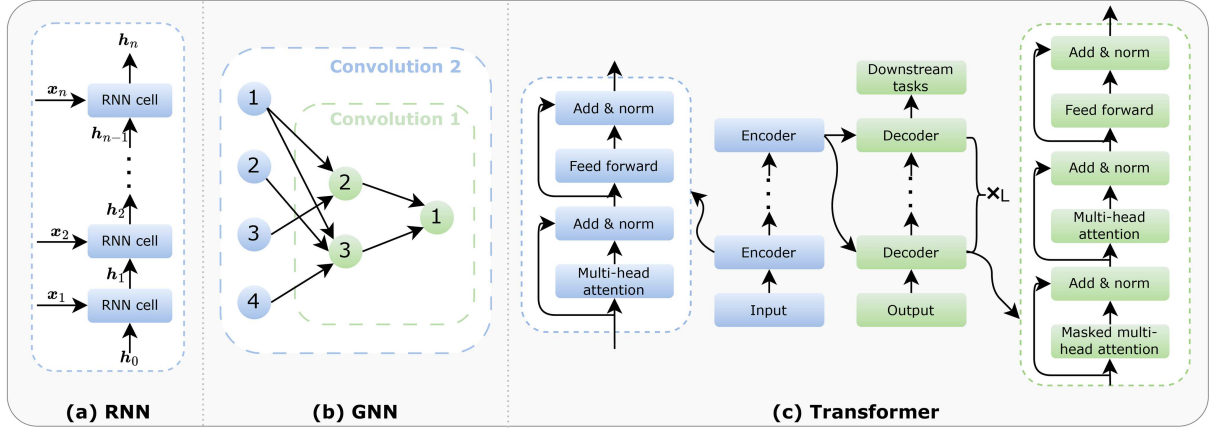 h_n
x_n
RNN cell
h_{n-1}
h_2
x_2
RNN cell
h_1
x_1
RNN cell
h_0
(a) RNN
Convolution 2
Convolution 1
1
2
3
4
2
3
1
(b) GNN
Add & norm
Feed forward
Add & norm
Multi-head
attention
Encoder
Encoder
Input
Downstream
tasks
Decoder
Decoder
Output
×L
Add & norm
Feed forward
Add & norm
Multi-head
attention
Add & norm
Masked multi-
head attention
(c) Transformer